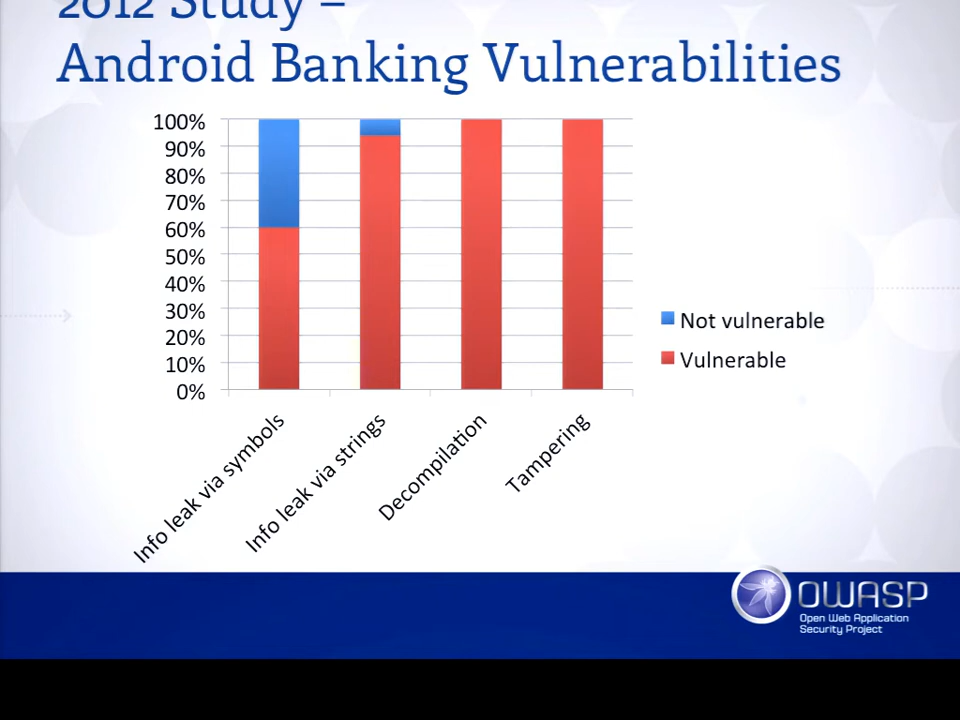 2012 Study –
Android Banking Vulnerabilities
100%
90%
80%
70%
60%
50%
40%
30%
20%
10%
0%
Not vulnerable
Vulnerable
Info leak via symbols
Info leak via strings
Decompilation
Tampering
OWASP
Open Web Application
Security Project